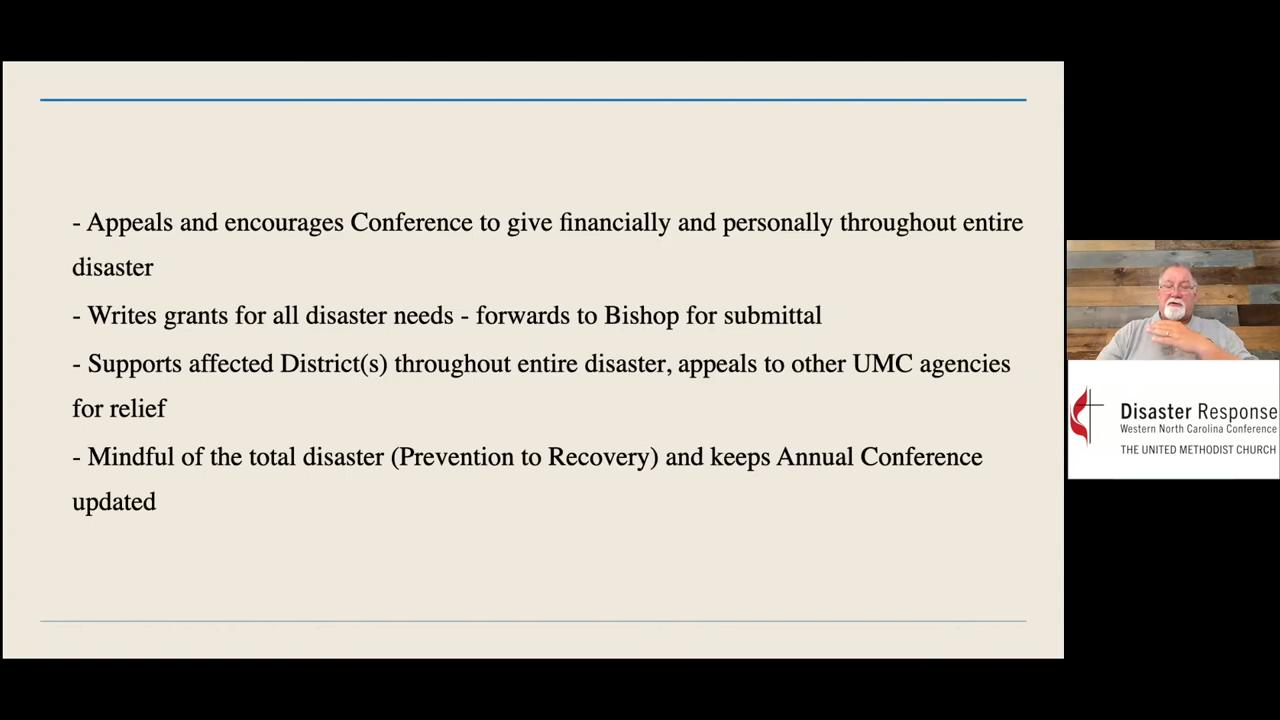 - Appeals and encourages Conference to give financially and personally throughout entire
disaster
- Writes grants for all disaster needs - forwards to Bishop for submittal
- Supports affected District(s) throughout entire disaster, appeals to other UMC agencies
for relief
- Mindful of the total disaster (Prevention to Recovery) and keeps Annual Conference
updated
Disaster Response
Western North Carolina Conference
THE UNITED METHODIST CHURCH